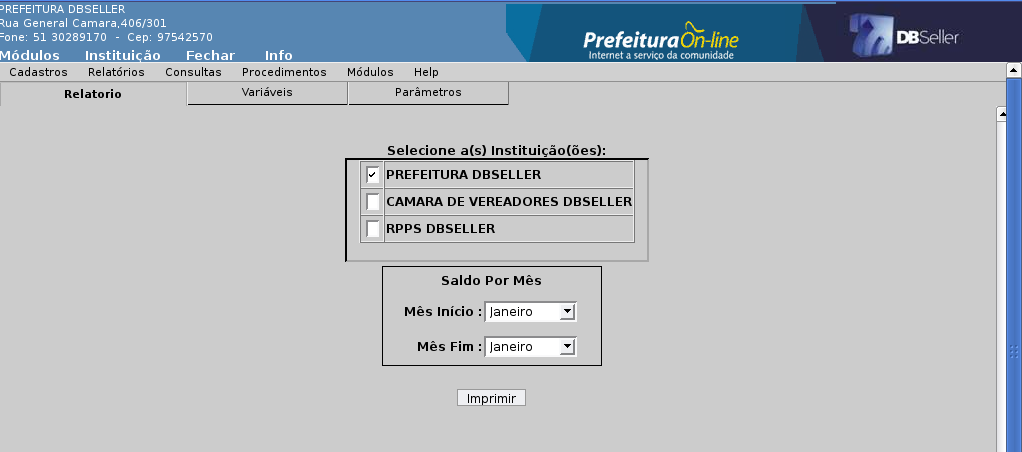 PREFEITURA DBSELLER
Rua General Camara,406/301
Fone: 51 30289170 - Cep: 97542570
Prefeitura On-line
Internet a serviço da comunidade
DBSeller
Módulos Instituição Fechar Info
Cadastros Relatórios Consultas Procedimentos Módulos Help
Relatorio Variáveis Parâmetros
Selecione a(s) Instituição(ões):
PREFEITURA DBSELLER
CAMARA DE VEREADORES DBSELLER
RPPS DBSELLER
Saldo Por Mês
Mês Início : Janeiro
Mês Fim : Janeiro
Imprimir